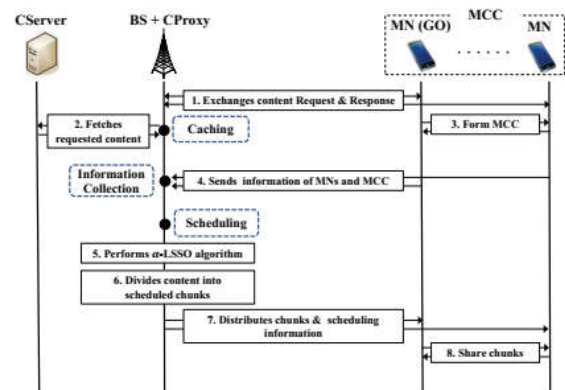 CServer
BS + CProxy
MCC
MN (GO)
MN
1. Exchanges content Request & Response
2. Fetches
requested content
Caching
3. Form MCC
Information
Collection
4. Sends information of MNs and MCC
Scheduling
5. Performs α-LSSO algorithm
6. Divides content into
scheduled chunks
7. Distributes chunks & scheduling
information
8. Share chunks